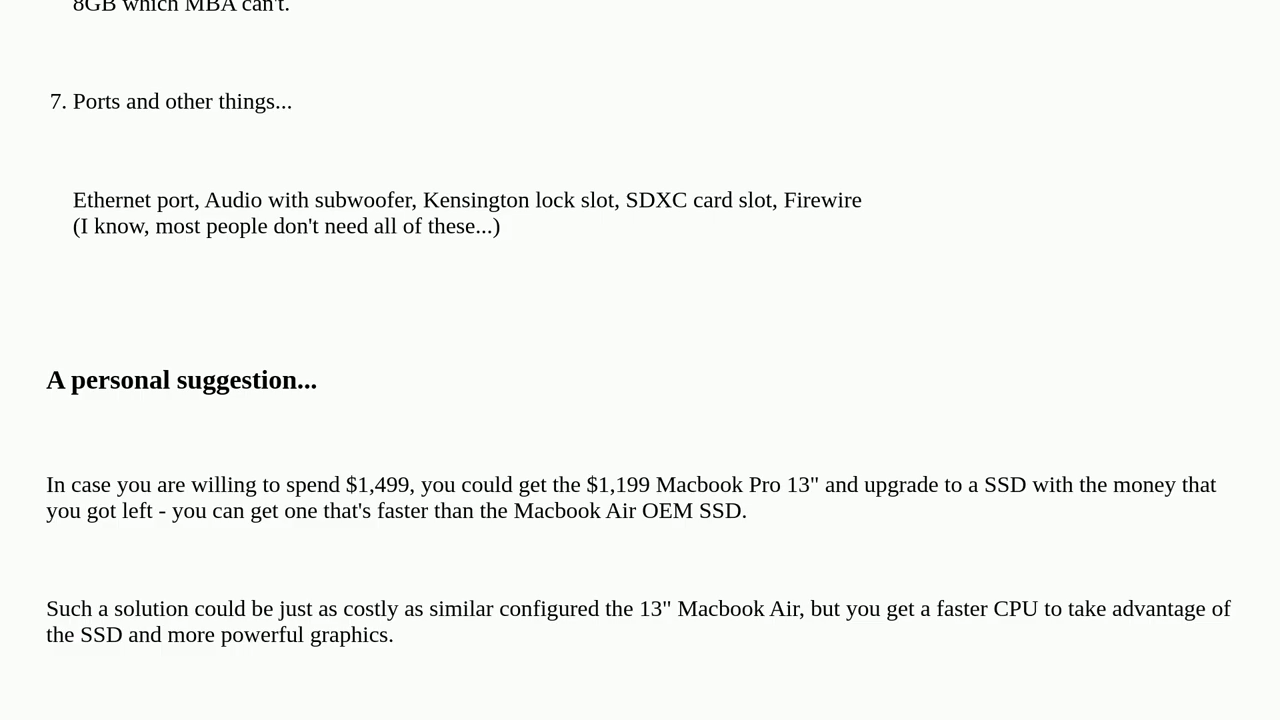 8GB which MBA can't.
7. Ports and other things...
Ethernet port, Audio with subwoofer, Kensington lock slot, SDXC card slot, Firewire
(I know, most people don't need all of these...)
A personal suggestion...
In case you are willing to spend $1,499, you could get the $1,199 Macbook Pro 13" and upgrade to a SSD with the money that
you got left - you can get one that's faster than the Macbook Air OEM SSD.
Such a solution could be just as costly as similar configured the 13" Macbook Air, but you get a faster CPU to take advantage of
the SSD and more powerful graphics.